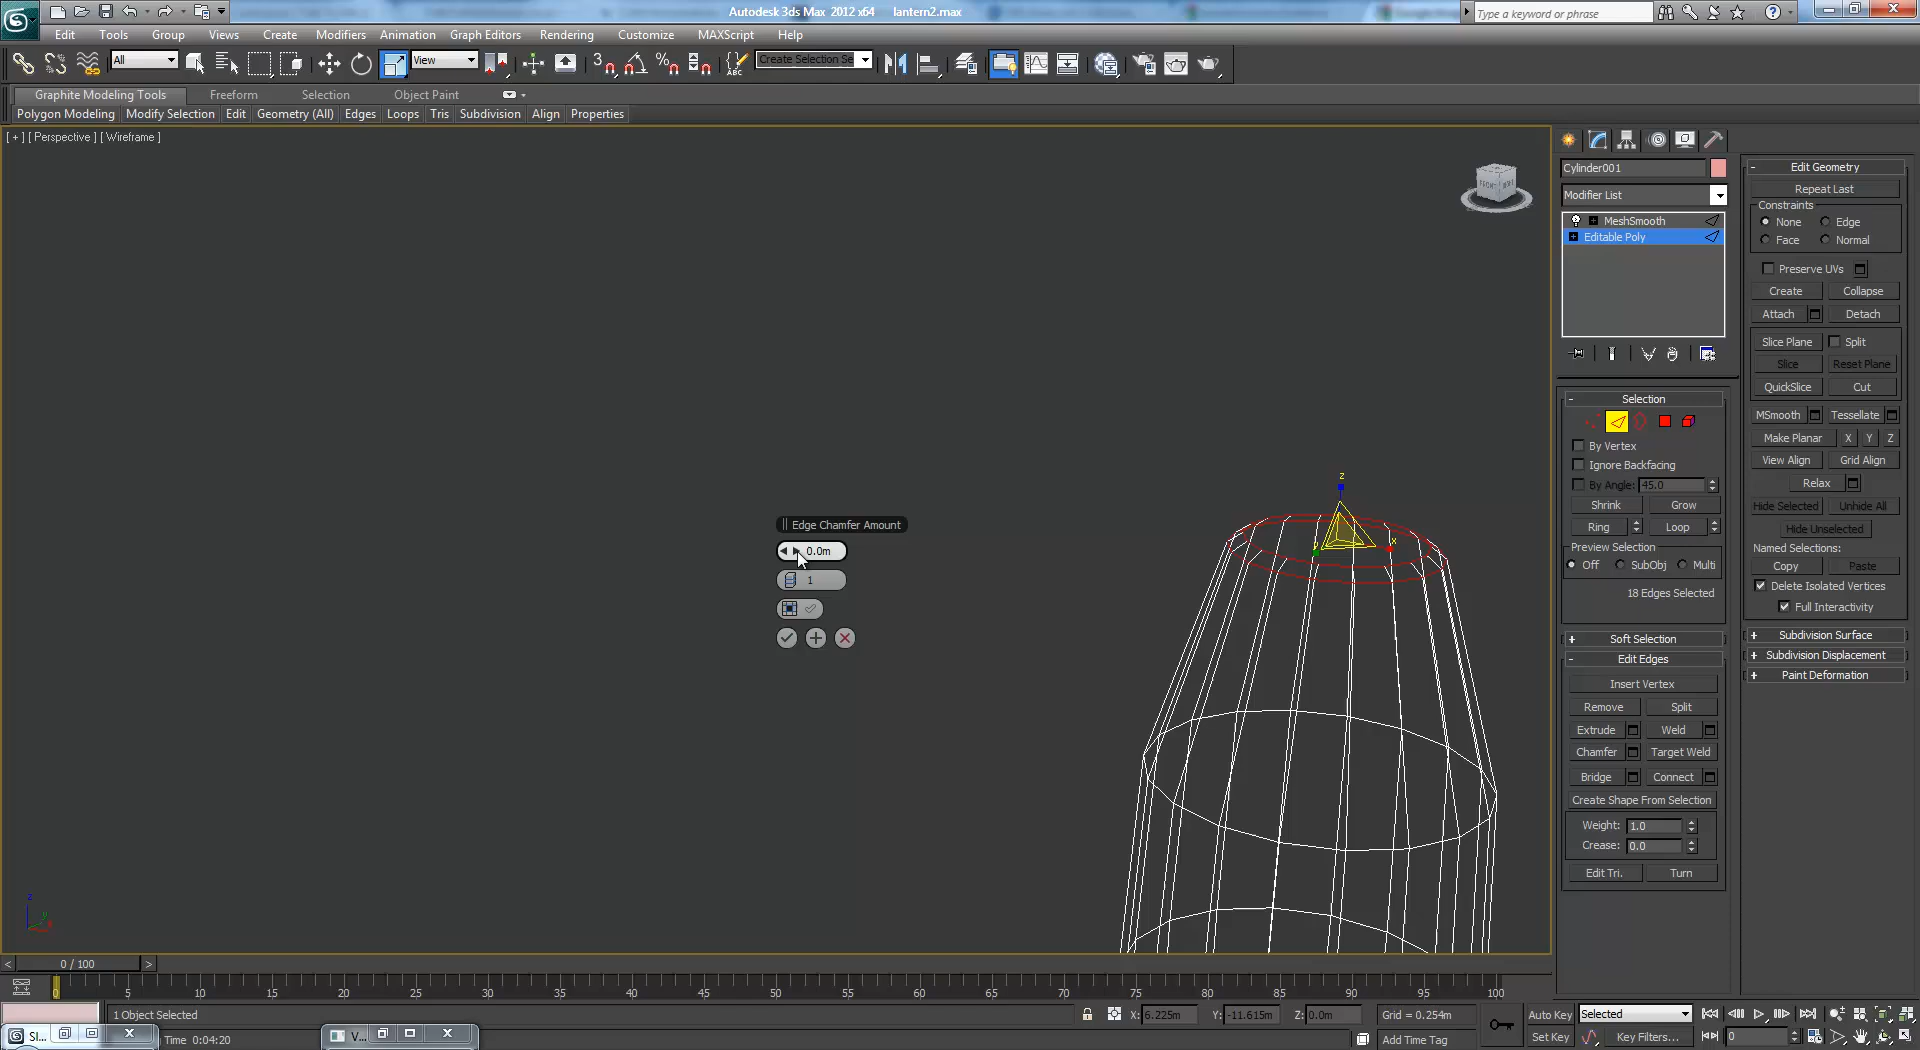 Autodesk 3ds Max 2012 x64 lantern2.max
Type a keyword or phrase
Edit Tools Group Views Create Modifiers Animation Graph Editors Rendering Customize MAXScript Help
All View Create Selection Se
Graphite Modeling Tools Freeform Selection Object Paint
Polygon Modeling Modify Selection Edit Geometry (All) Edges Loops Tris Subdivision Align Properties
[ + ] [ Perspective ] [ Wireframe ]
FRONT
Edge Chamfer Amount
0.0m
1
z
x
Cylinder001
Modifier List
MeshSmooth
Editable Poly
Selection
By Vertex
Ignore Backfacing
By Angle: 45.0
Shrink Grow
Ring Loop
Preview Selection
Off SubObj Multi
18 Edges Selected
Soft Selection
Edit Edges
Insert Vertex
Remove Split
Extrude Weld
Chamfer Target Weld
Bridge Connect
Create Shape From Selection
Weight: 1.0
Crease: 0.0
Edit Tri. Turn
Edit Geometry
Repeat Last
Constraints
None Edge
Face Normal
Preserve UVs
Create Collapse
Attach Detach
Slice Plane Split
Slice Reset Plane
QuickSlice Cut
MSmooth Tessellate
Make Planar X Y Z
View Align Grid Align
Relax
Hide Selected Unhide All
Hide Unselected
Named Selections:
Copy Paste
Delete Isolated Vertices
Full Interactivity
Subdivision Surface
Subdivision Displacement
Paint Deformation
0 / 100
0 5 10 15 20 25 30 35 40 45 50 55 60 65 70 75 80 85 90 95 100
1 Object Selected X: 6.225m Y: -11.615m Z: 0.0m Grid = 0.254m Auto Key Selected
Sl... V... Time 0:04:20 Add Time Tag Set Key Key Filters... 0